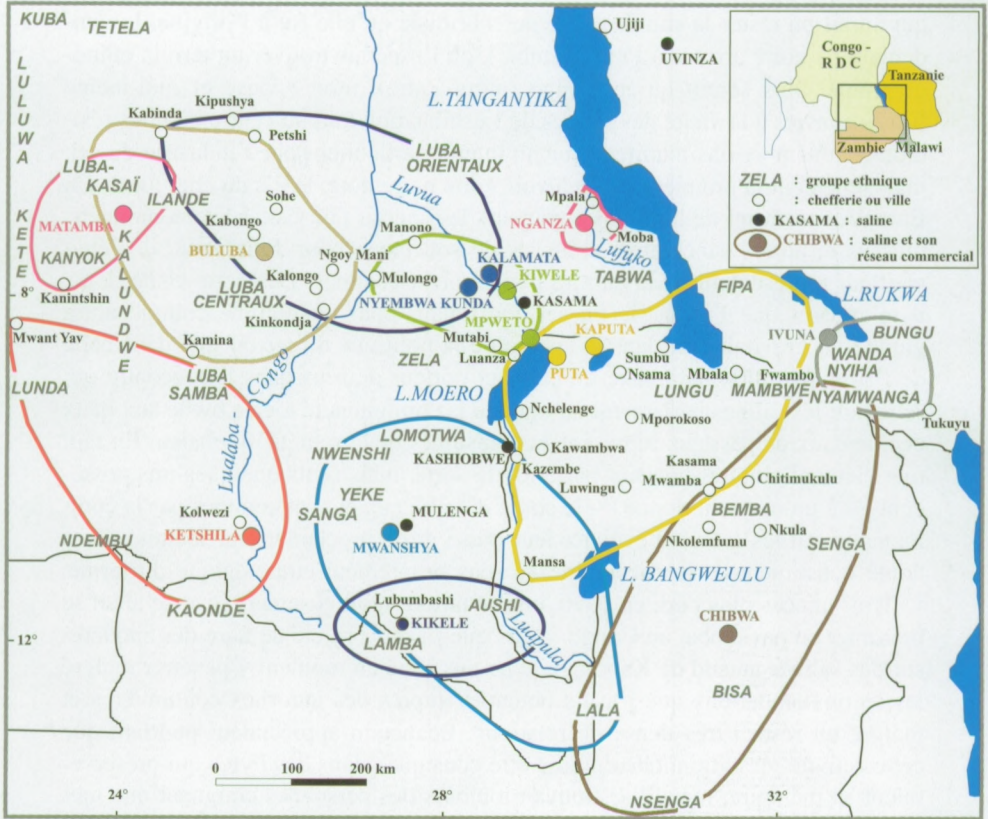 KUBA
TETELA
LULUWA
KETE
Kipushya
Kabinda
Petshi
Ujiji
UVINZA
L.TANGANYIKA
LUBA
ORIENTAUX
LUBA-
KASAÏ
ILANDE
MATAMBA
KANYOK
Kanintshin
KALUNDWE
Sohe
Kabongo
BULUBA
Luvua
Manono
Ngoy Mani
Kalongo
Mulongo
LUBA
CENTRAUX
Kinkondja
KALAMATA
KIWELE
NYEMBWA KUNDA
KASAMA
MPWETO
Mpala
NGANZA
Moba
Lufuko
TABWA
FIPA
L.RUKWA
8°
Mwant Yav
Kamina
LUBA
SAMBA
LUNDA
Congo
Lualaba
ZELA
Mutabi
Luanza
KAPUTA
PUTA
L.MOERO
Sumbu
Nsama
Mbala
Fwambo
LUNGU
MAMBWE
IVUNA
BUNGU
WANDA
NYIHA
NYAMWANGA
Tukuyu
Nchelenge
Mporokoso
LOMOTWA
NWENSHI
KASHIOBWE
Kawambwa
Kazembe
Kasama
Luwingu
Mwamba
Chitimukulu
BEMBA
Nkolemfumu
Nkula
SENGA
YEKE
SANGA
MULENGA
MWANSHYA
Kolwezi
KETSHILA
NDEMBU
KAONDE
Mansa
L. BANGWEULU
Lubumbashi
KIKELE
LAMBA
AUSHI
Luapula
12°
CHIBWA
BISA
LALA
NSENGA
0
100
200 km
24°
28°
32°
Congo -
RDC
Tanzanie
Zambie
Malawi
ZELA : groupe ethnique
: chefferie ou ville
KASAMA : saline
CHIBWA : saline et son
réseau commercial